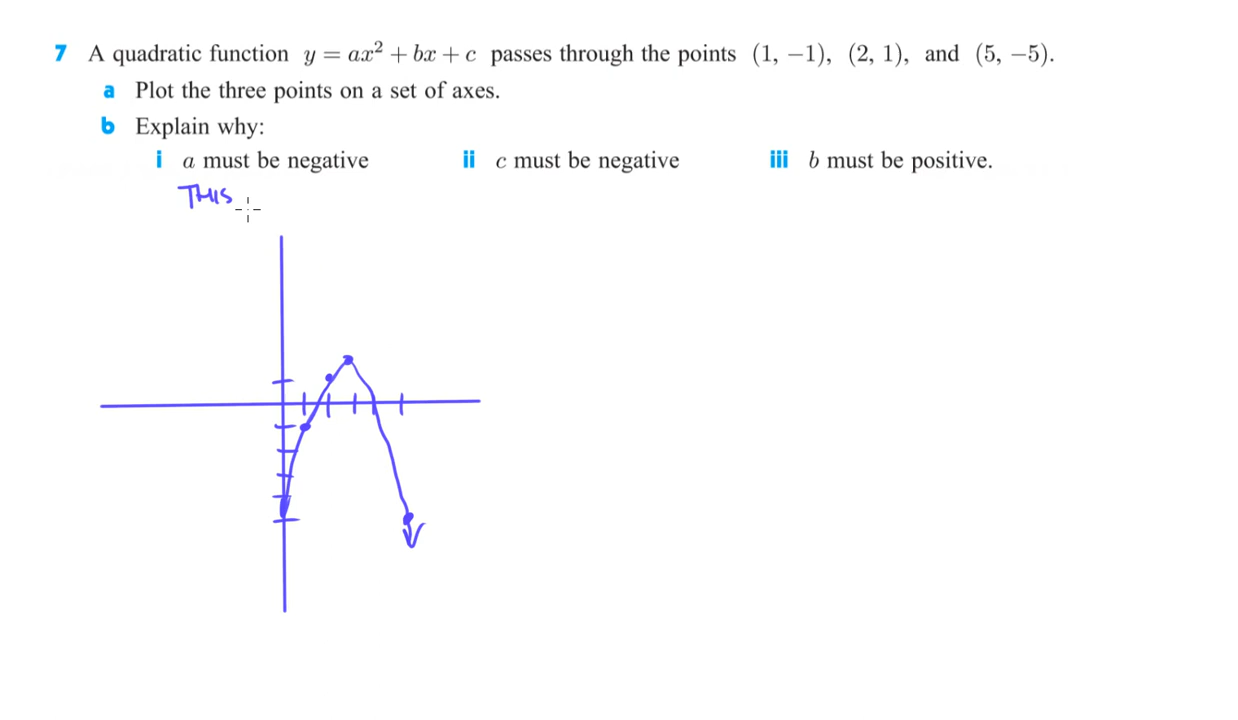 7 A quadratic function y = ax² + bx + c passes through the points (1, −1), (2, 1), and (5, −5).
a Plot the three points on a set of axes.
b Explain why:
i a must be negative ii c must be negative iii b must be positive.
THIS